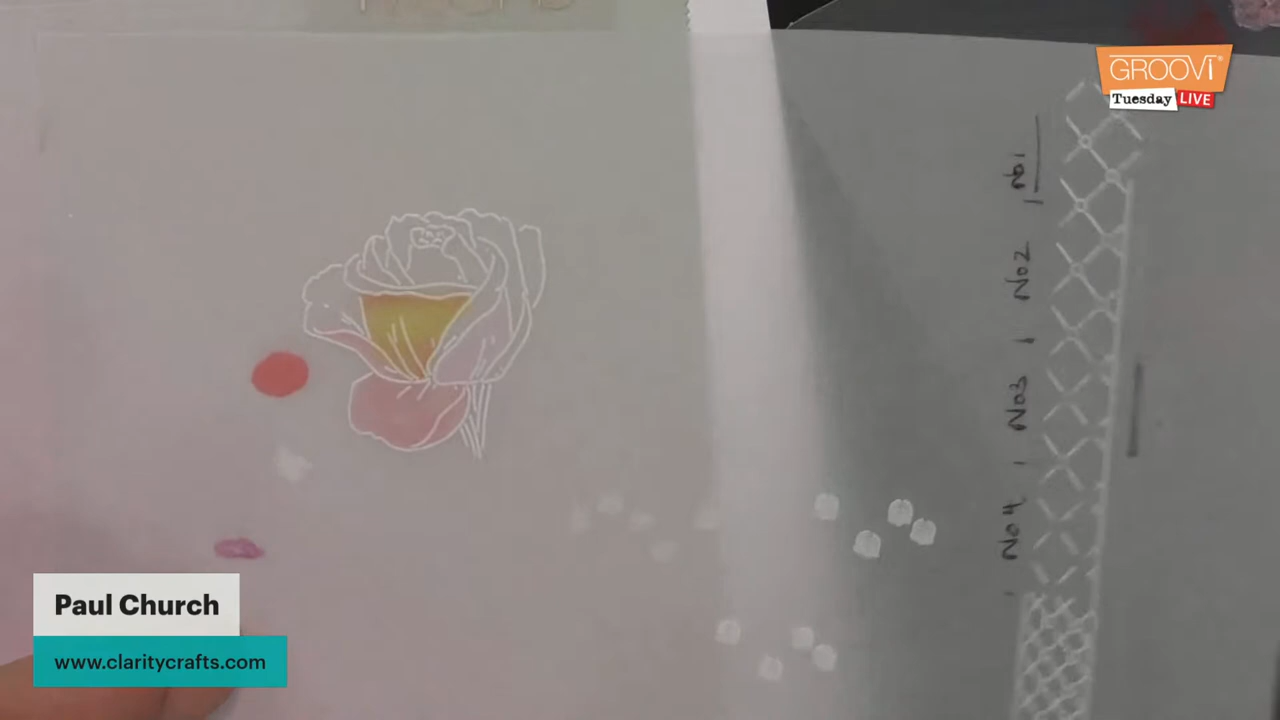 GROOVI
Tuesday LIVE
No1
No2
No3
No4
Paul Church
www.claritycrafts.com